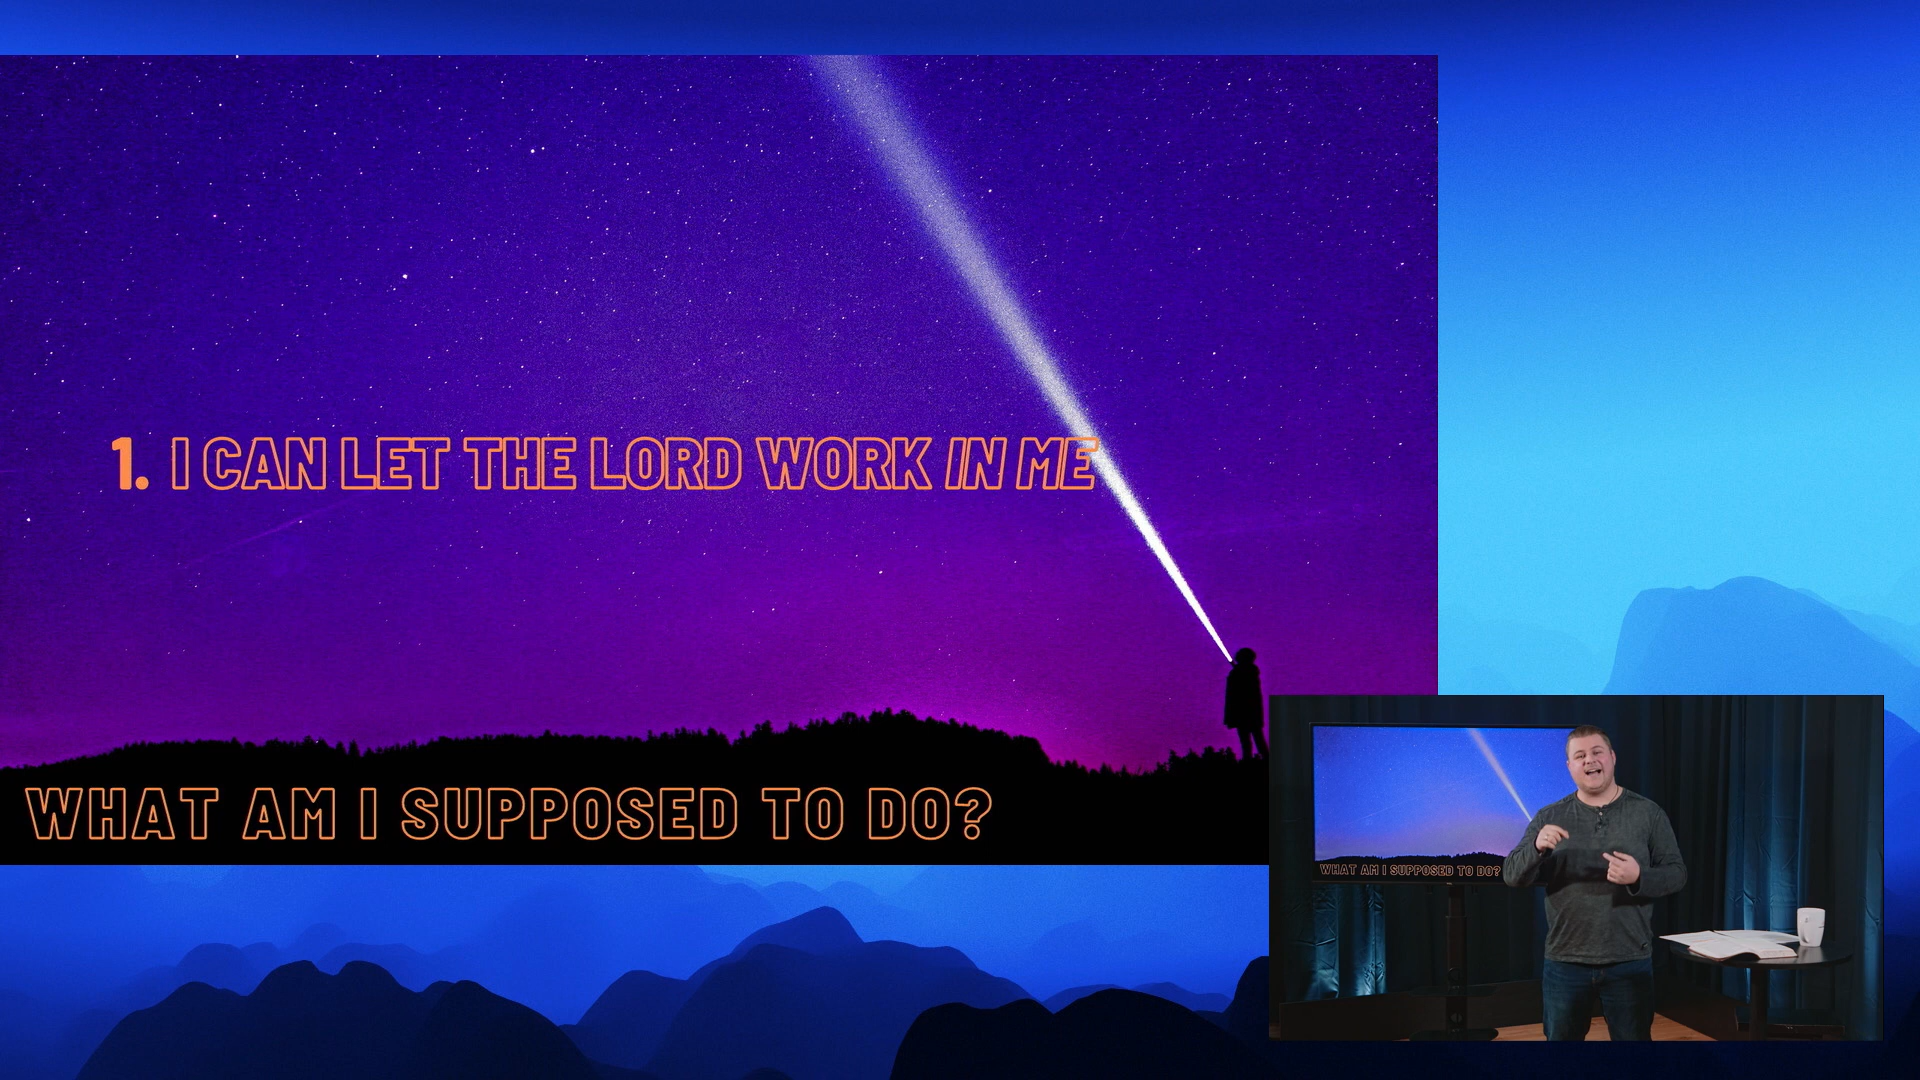 1. I CAN LET THE LORD WORK IN ME
WHAT AM I SUPPOSED TO DO?
WHAT AM I SUPPOSED TO DO?